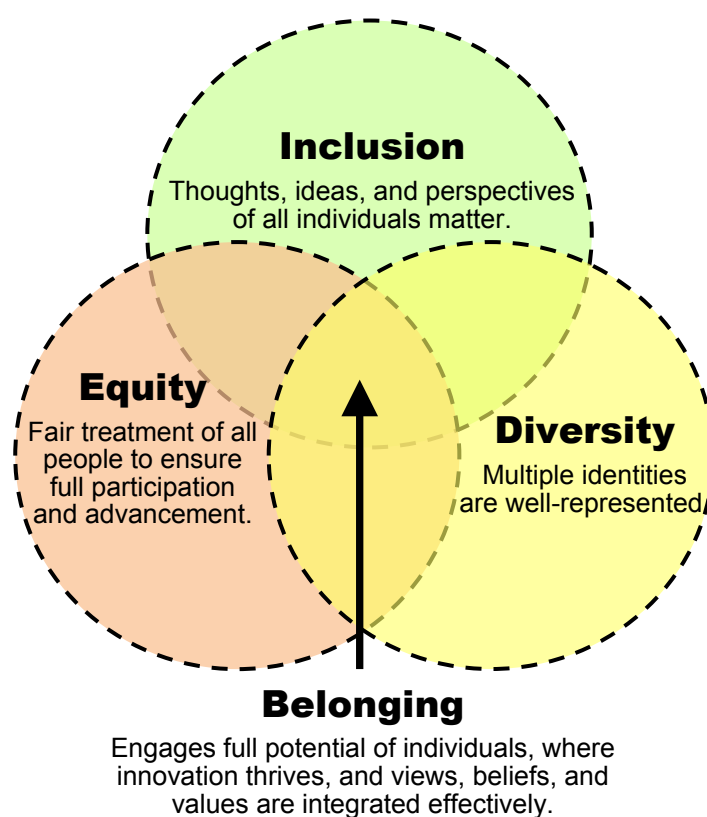 Inclusion
Thoughts, ideas, and perspectives
of all individuals matter.
Equity
Fair treatment of all
people to ensure
full participation
and advancement.
Diversity
Multiple identities
are well-represented.
Belonging
Engages full potential of individuals, where
innovation thrives, and views, beliefs, and
values are integrated effectively.